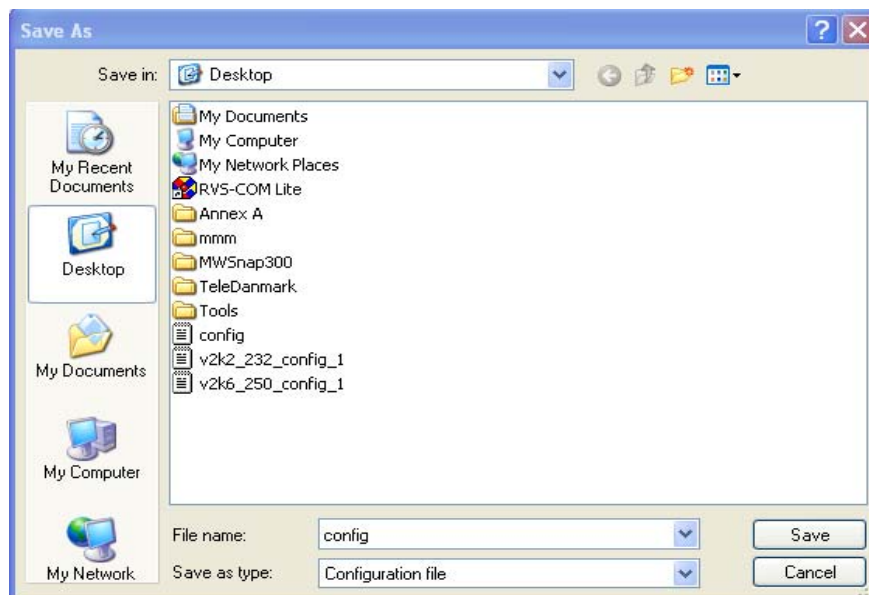 Save As
Save in: Desktop
My Recent
Documents
Desktop
My Documents
My Computer
My Network
My Documents
My Computer
My Network Places
RVS-COM Lite
Annex A
mmm
MWSnap300
TeleDanmark
Tools
config
v2k2_232_config_1
v2k6_250_config_1
File name: config Save
Save as type: Configuration file Cancel